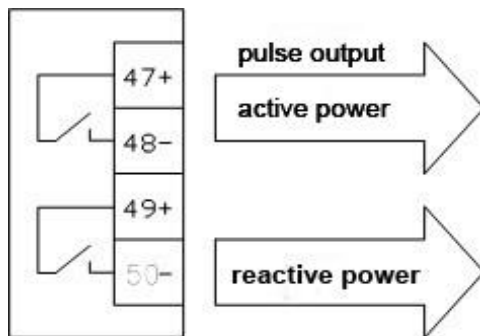 47+
48-
49+
50-
pulse output
active power
reactive power